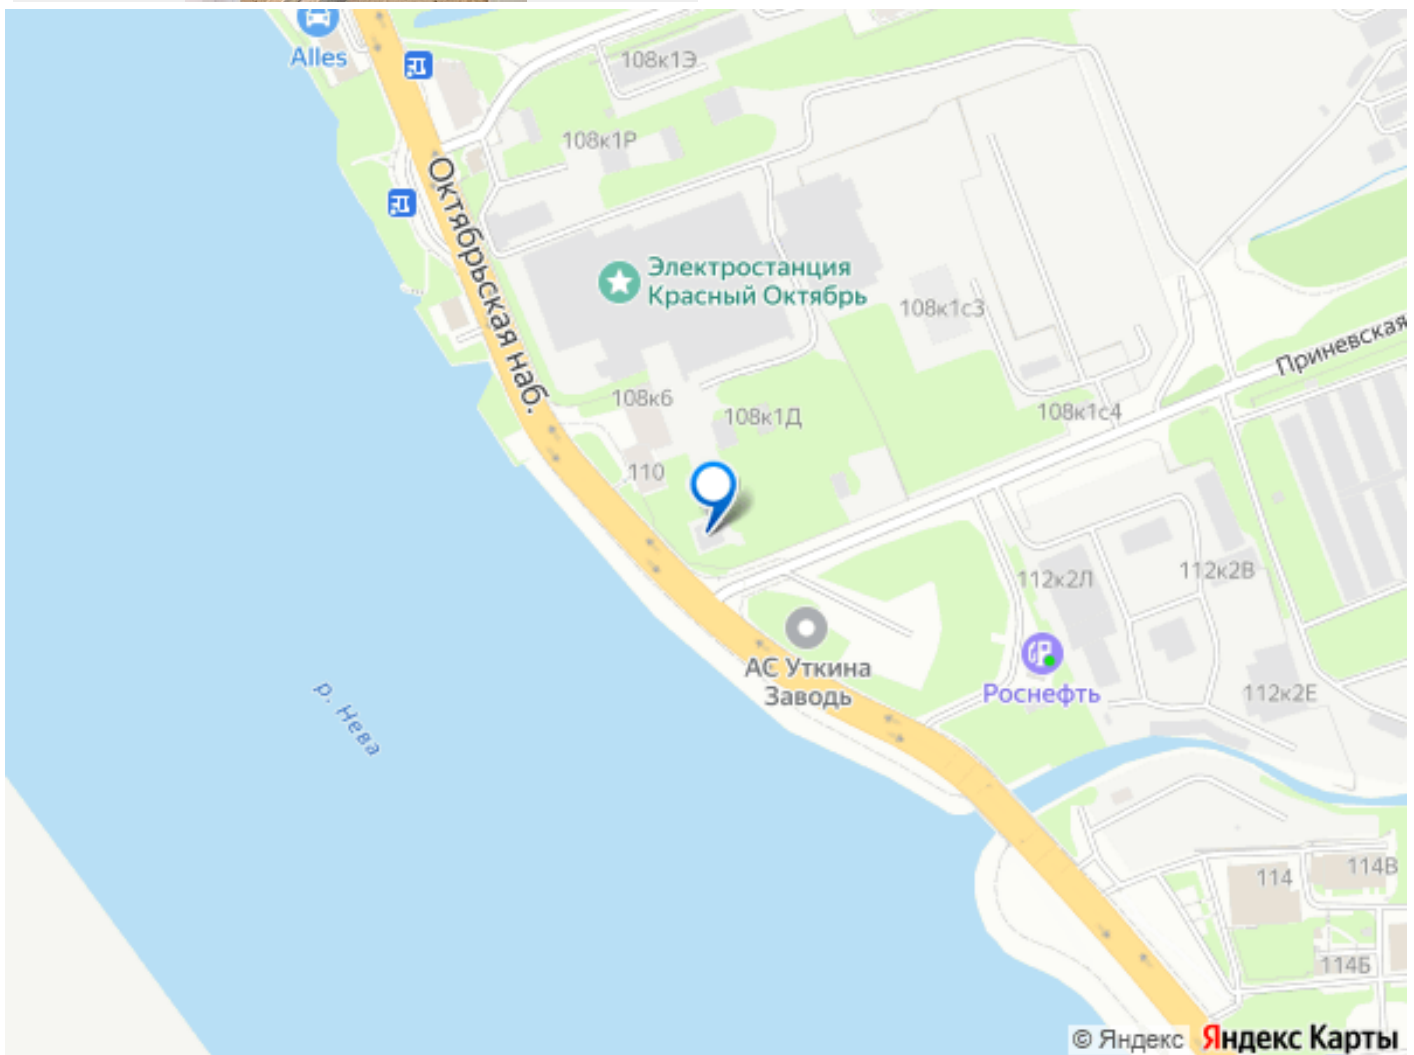 Alles
108к1Э
108к1Р
Октябрьская наб.
Электростанция
Красный Октябрь
108к1с3
Приневская
108к6
108к1Д
108к1с4
110
112к2Л
112к2В
АС Уткина
Заводь
Роснефть
112к2Е
р. Нева
114
114В
114Б
© Яндекс Яндекс Карты